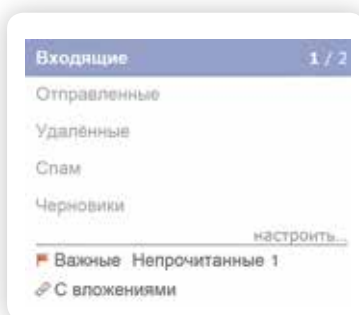 Входящие 1 / 2
Отправленные
Удалённые
Спам
Черновики
настроить...
Важные Непрочитанные 1
С вложениями